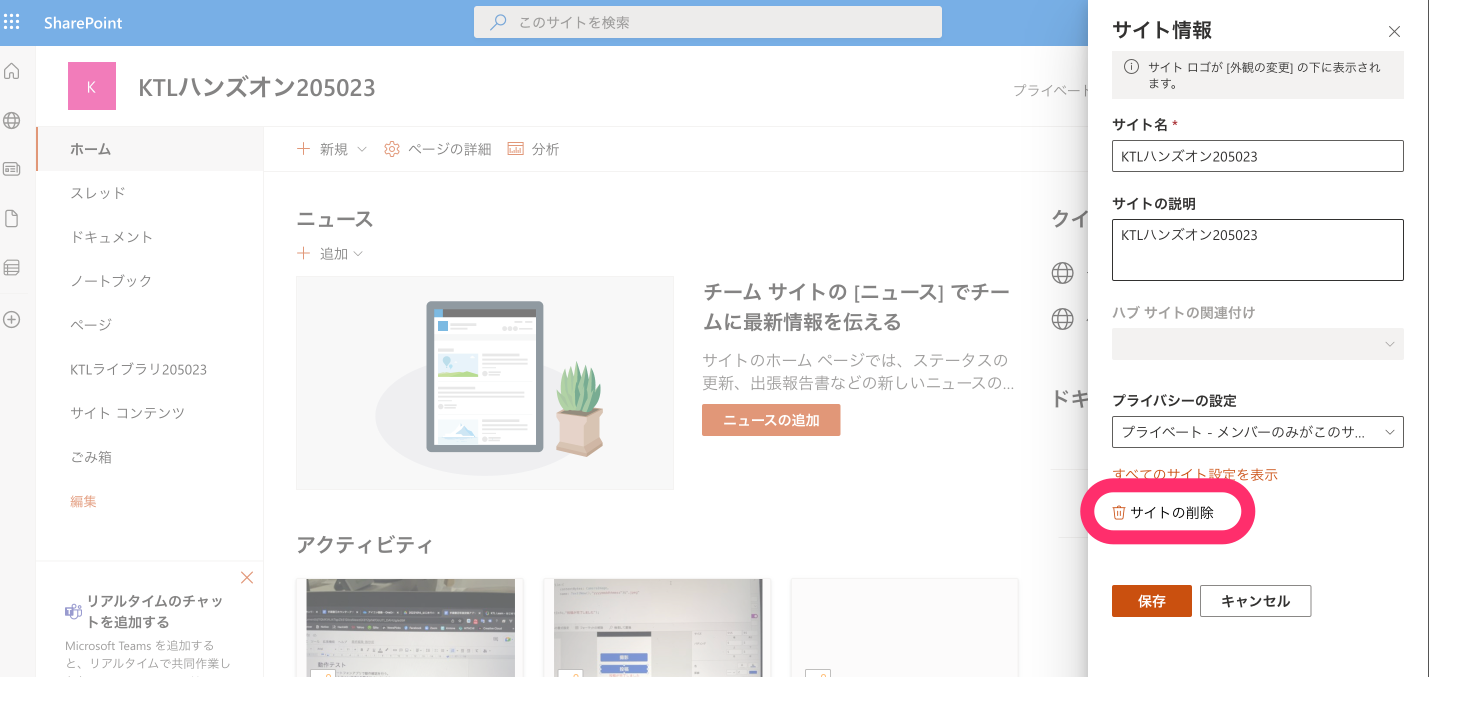 SharePoint
このサイトを検索
K
KTLハンズオン205023
プライベート
ホーム
スレッド
ドキュメント
ノートブック
ページ
KTLライブラリ205023
サイト コンテンツ
ごみ箱
編集
リアルタイムのチャッ
トを追加する
Microsoft Teams を追加する
と、リアルタイムで共同作業し
新規
ページの詳細
分析
ニュース
追加
チーム サイトの [ニュース] でチー
ムに最新情報を伝える
サイトのホーム ページでは、ステータスの
更新、出張報告書などの新しいニュースの...
ニュースの追加
アクティビティ
動作テスト
クイ
ドキ
サイト情報
サイト ロゴが [外観の変更] の下に表示され
ます。
サイト名 *
KTLハンズオン205023
サイトの説明
KTLハンズオン205023
ハブ サイトの関連付け
プライバシーの設定
プライベート - メンバーのみがこのサ...
すべてのサイト設定を表示
サイトの削除
保存
キャンセル